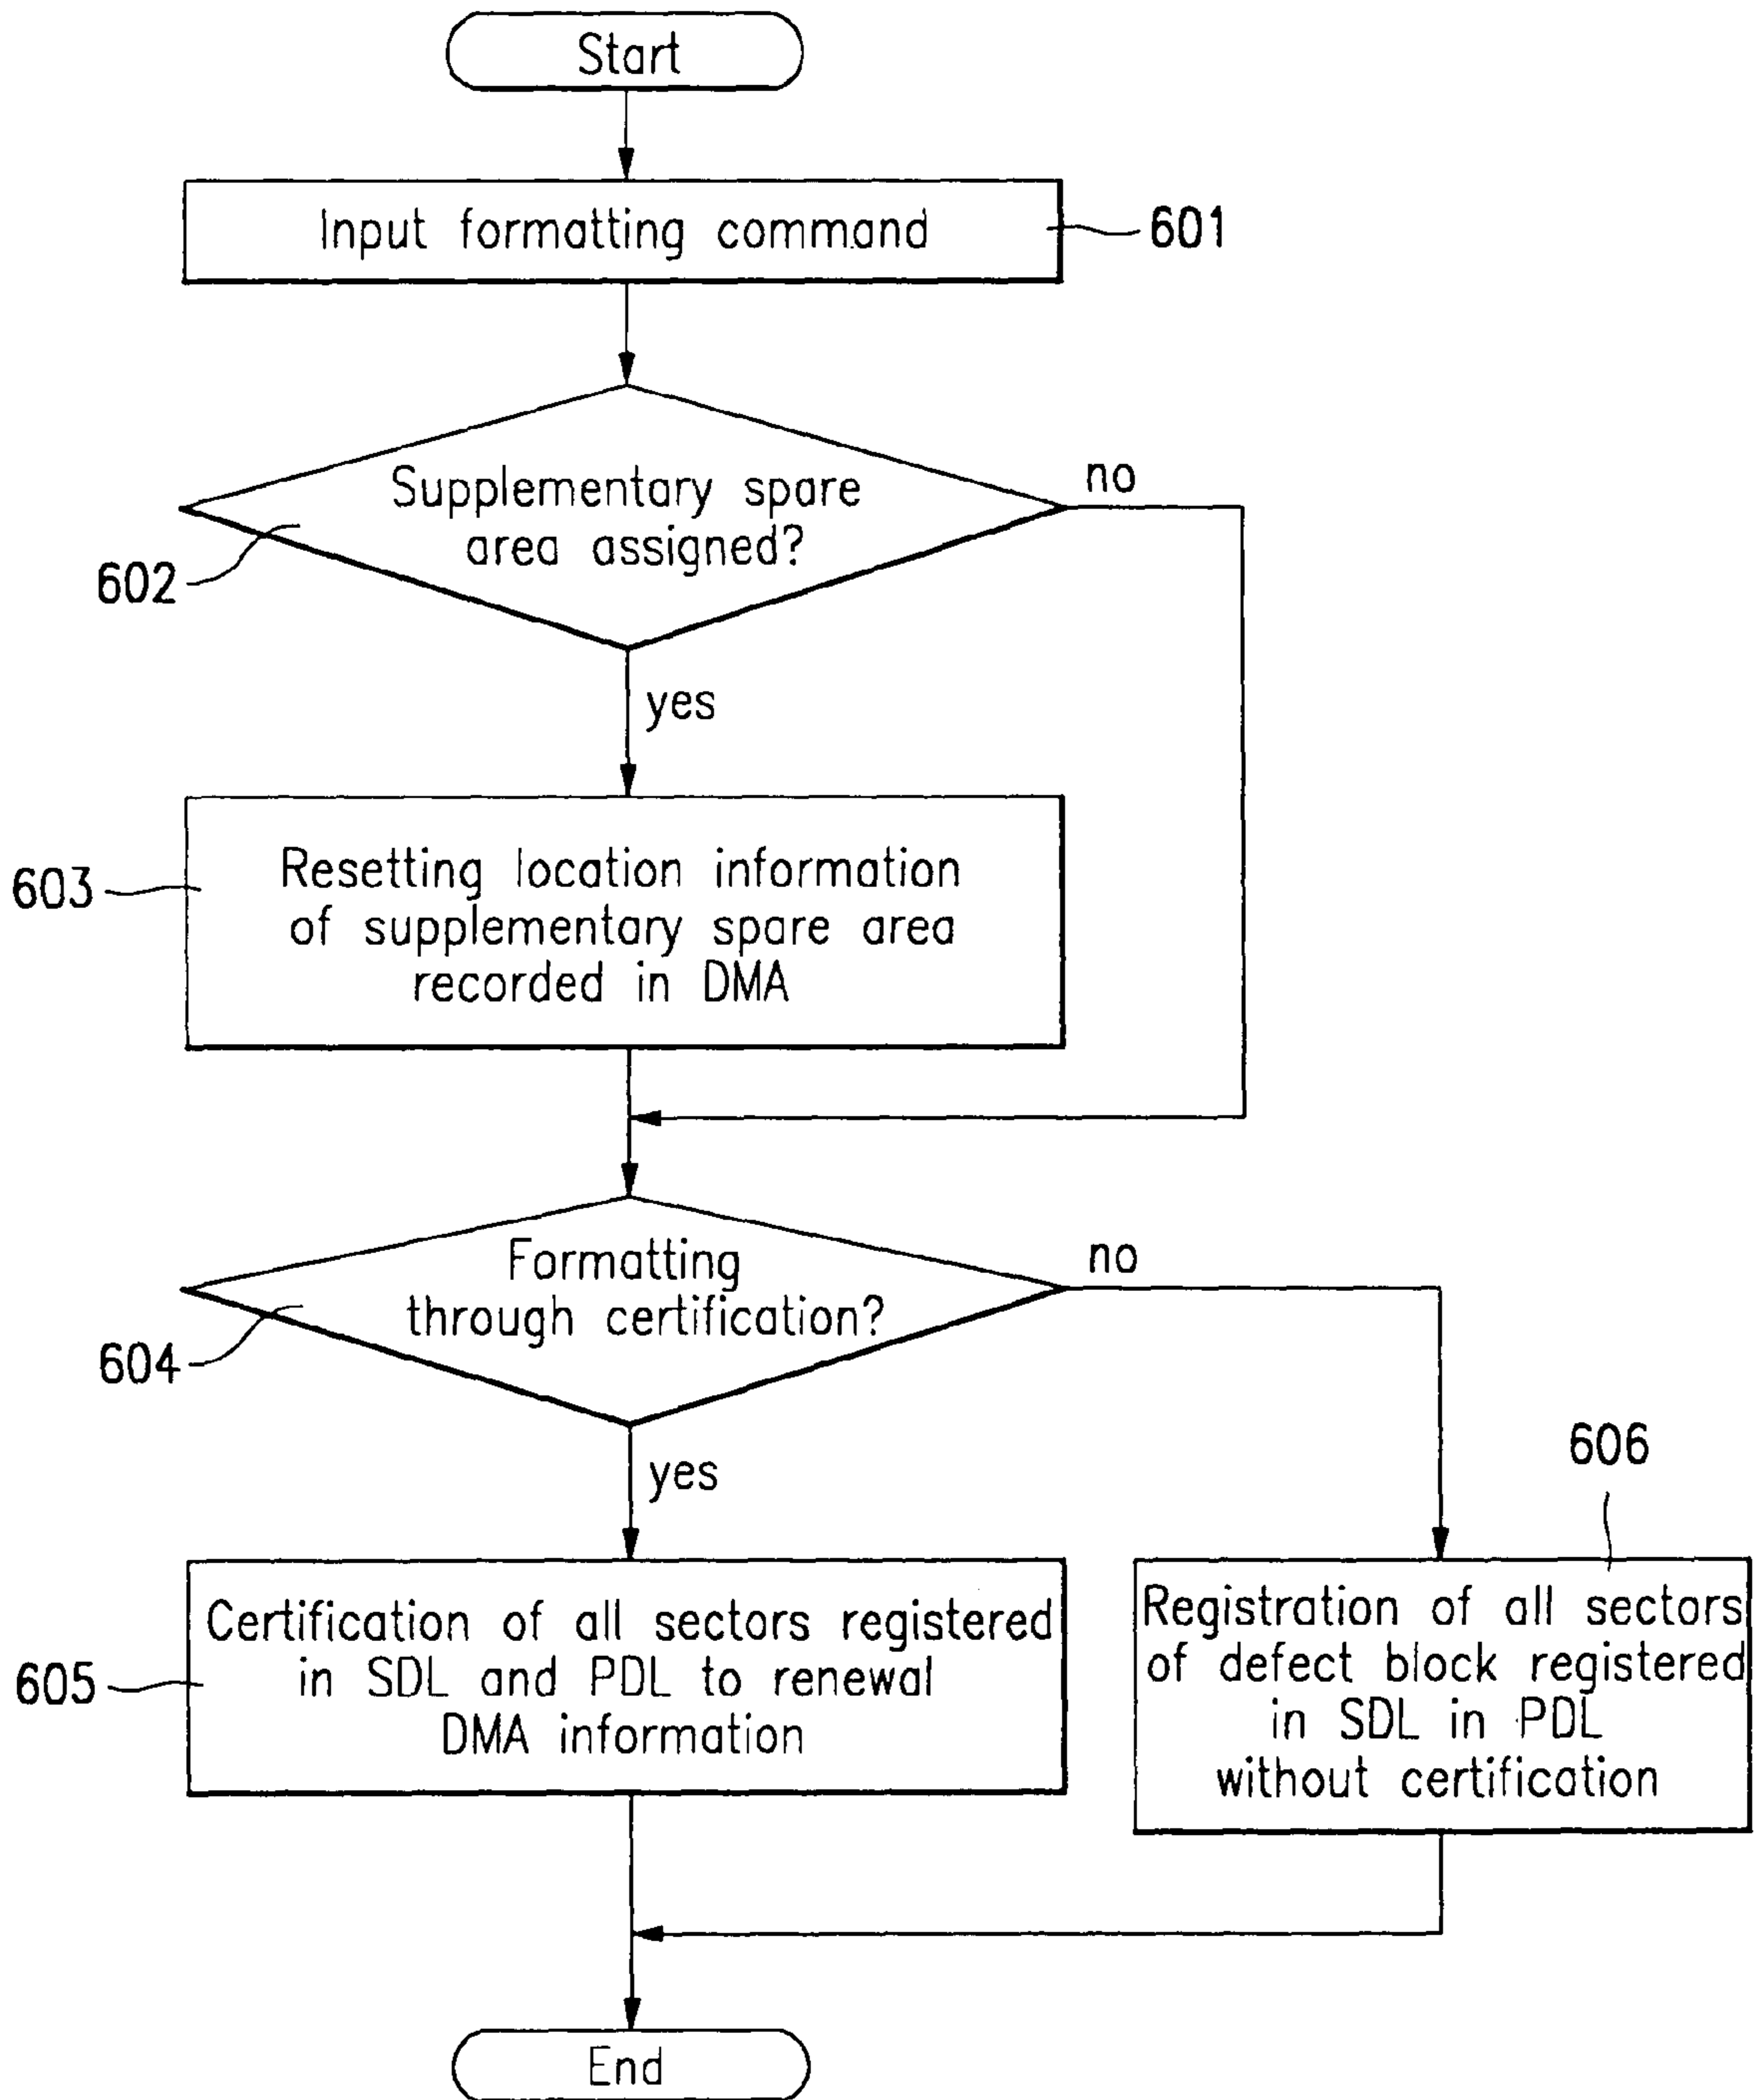 Start
Input formatting command
601
Supplementary spare
area assigned?
no
602
yes
Resetting location information
of supplementary spare area
recorded in DMA
603
Formatting
through certification?
no
604
yes
606
Certification of all sectors registered
in SDL and PDL to renewal
DMA information
605
Registration of all sectors
of defect block registered
in SDL in PDL
without certification
End